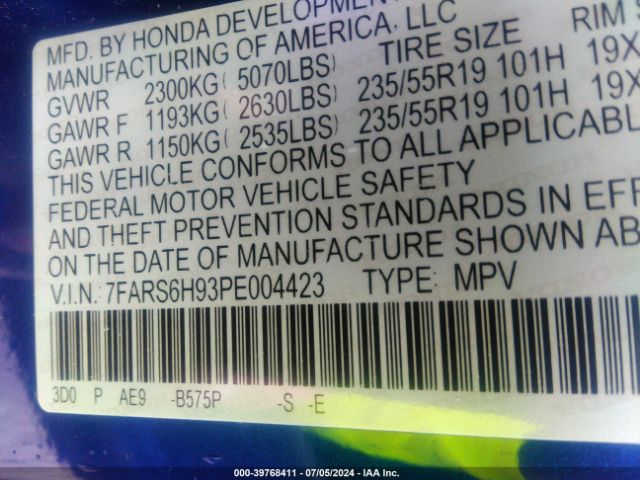 MFD. BY HONDA DEVELOPMENT
MANUFACTURING OF AMERICA, LLC
TIRE SIZE RIM
GVWR 2300KG( 5070LBS)
GAWR F 1193KG( 2630LBS) 235/55R19 101H 19X
GAWR R 1150KG( 2535LBS) 235/55R19 101H 19X
THIS VEHICLE CONFORMS TO ALL APPLICABLE
FEDERAL MOTOR VEHICLE SAFETY
AND THEFT PREVENTION STANDARDS IN EFF
ON THE DATE OF MANUFACTURE SHOWN AB
V.I.N.: 7FARS6H93PE004423 TYPE: MPV
3D0 P AE9 -B575P -S -E
000-39768411 - 07/05/2024 - IAA Inc.